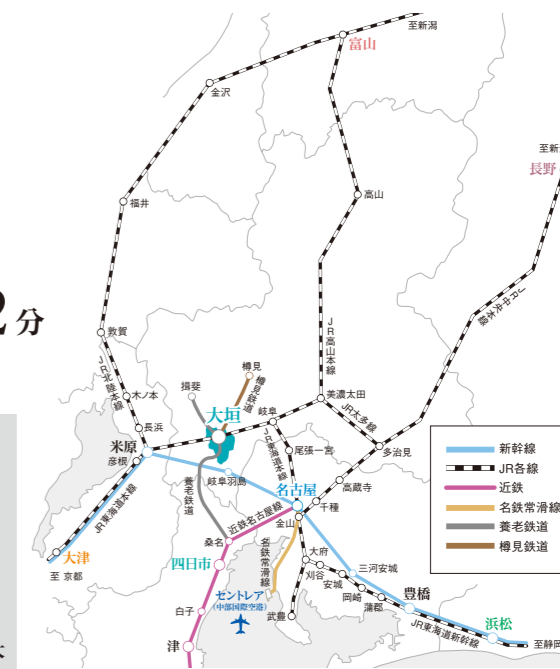 至新潟
富山
金沢
至新
長野
高山
福井
JR中央本線
2分
敦賀
JR高山本線
JR北陸本線
樽見
揖斐
樽見鉄道
木ノ本
美濃太田
大垣
岐阜
JR太多線
長浜
米原
JR東海道本線
尾張一宮
多治見
新幹線
彦根
JR各線
岐阜羽島
高蔵寺
近鉄
養老鉄道
名古屋
名鉄常滑線
JR東海道本線
千種
養老鉄道
近鉄名古屋線
金山
樽見鉄道
桑名
大津
名鉄常滑線
大府
四日市
刈谷
三河安城
至 京都
安城
セントレア
(中部国際空港)
岡崎
豊橋
蒲郡
白子
武豊
浜松
JR東海道新幹線
津
至静岡